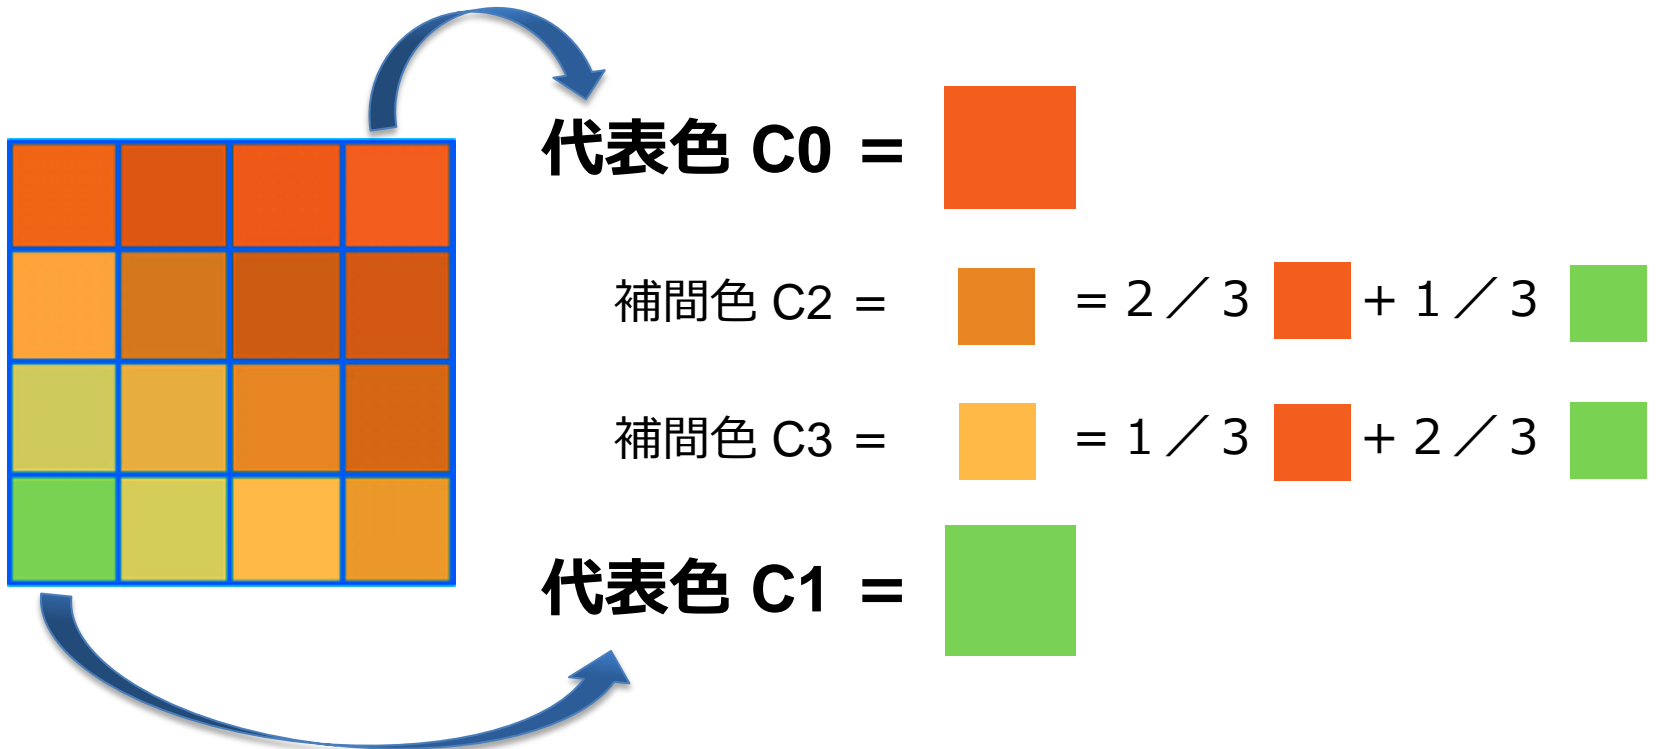 代表色 C0 =
補間色 C2 = = 2／3 + 1／3
補間色 C3 = = 1／3 + 2／3
代表色 C1 =